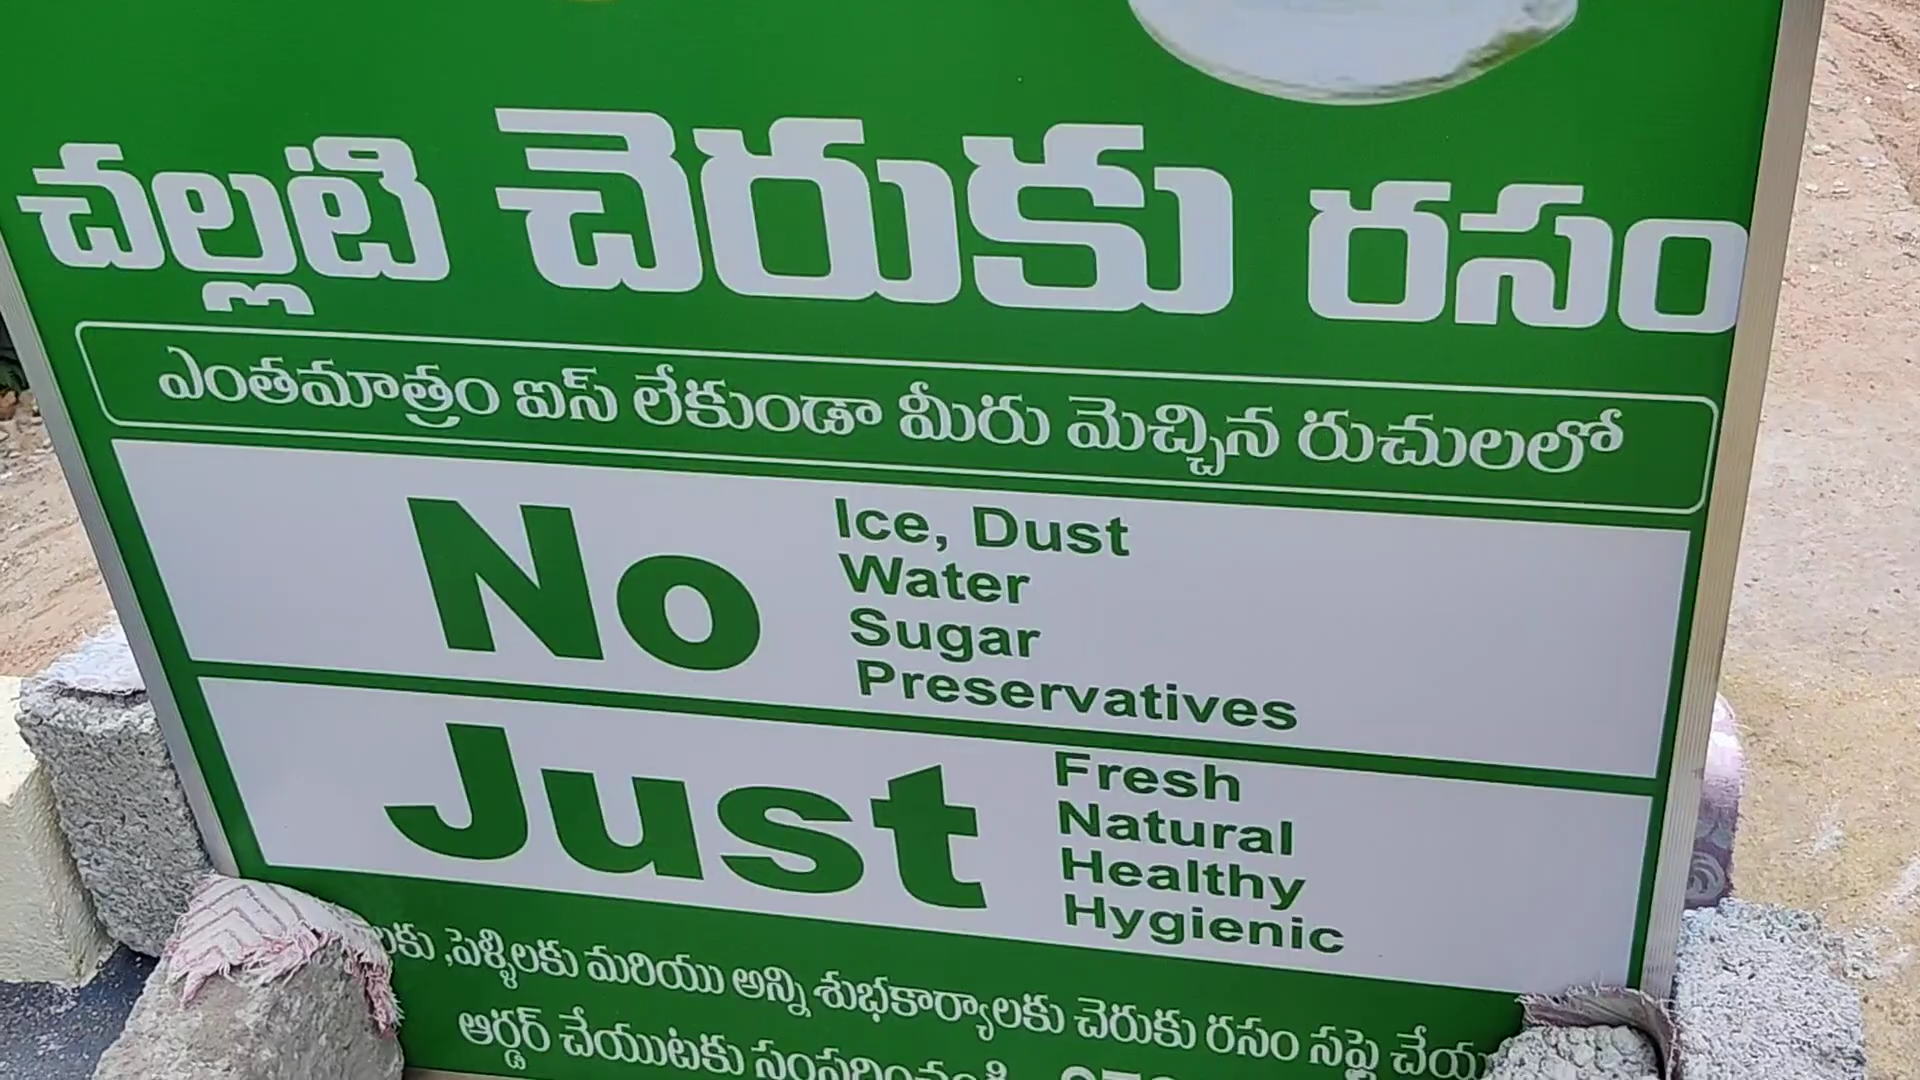 చల్లటి చెరుకు రసం
ఎంతమాత్రం ఐస్ లేకుండా మీరు మెచ్చిన రుచులలో
No
Ice, Dust
Water
Sugar
Preservatives
Just
Fresh
Natural
Healthy
Hygienic
,పెళ్ళిలకు మరియు అన్ని శుభకార్యాలకు చెరుకు రసం సప్లై
ఆర్డర్ చేయుటకు